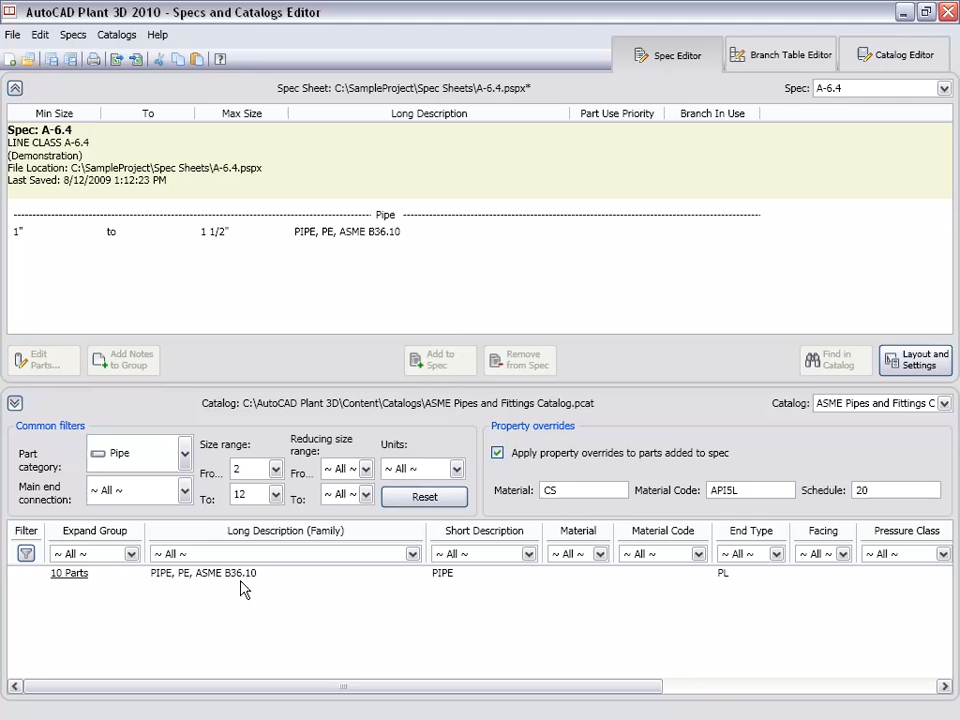 AutoCAD Plant 3D 2010 - Specs and Catalogs Editor
File Edit Specs Catalogs Help
Spec Editor Branch Table Editor Catalog Editor
Spec Sheet: C:\SampleProject\Spec Sheets\A-6.4.pspx* Spec: A-6.4
Min Size To Max Size Long Description Part Use Priority Branch In Use
Spec: A-6.4
LINE CLASS A-6.4
(Demonstration)
File Location: C:\SampleProject\Spec Sheets\A-6.4.pspx
Last Saved: 8/12/2009 1:12:23 PM
Pipe
1" to 1 1/2" PIPE, PE, ASME B36.10
Edit Parts... Add Notes to Group Add to Spec Remove from Spec Find in Catalog Layout and Settings
Catalog: C:\AutoCAD Plant 3D\Content\Catalogs\ASME Pipes and Fittings Catalog.pcat Catalog: ASME Pipes and Fittings C
Common filters Property overrides
Part category: Pipe Size range: Reducing size range: Units:
From... 2 From... ~ All ~ ~ All ~ Apply property overrides to parts added to spec
Main end connection: ~ All ~ To: 12 To: ~ All ~ Reset Material: CS Material Code: API5L Schedule: 20
Filter Expand Group Long Description (Family) Short Description Material Material Code End Type Facing Pressure Class
~ All ~ ~ All ~ ~ All ~ ~ All ~ ~ All ~ ~ All ~ ~ All ~ ~ All ~
10 Parts PIPE, PE, ASME B36.10 PIPE PL